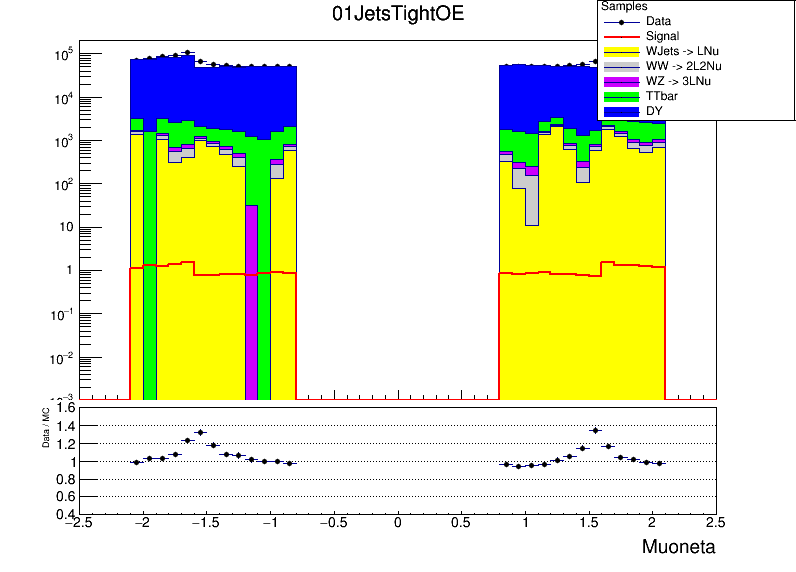 01JetsTightOE
Samples
Data
Signal
WJets -> LNu
WW -> 2L2Nu
WZ -> 3LNu
TTbar
DY
10^5
10^4
10^3
10^2
10
1
10^-1
10^-2
10^-3
Data / MC
1.6
1.4
1.2
1
0.8
0.6
0.4
−2.5 −2 −1.5 −1 −0.5 0 0.5 1 1.5 2 2.5
Muoneta